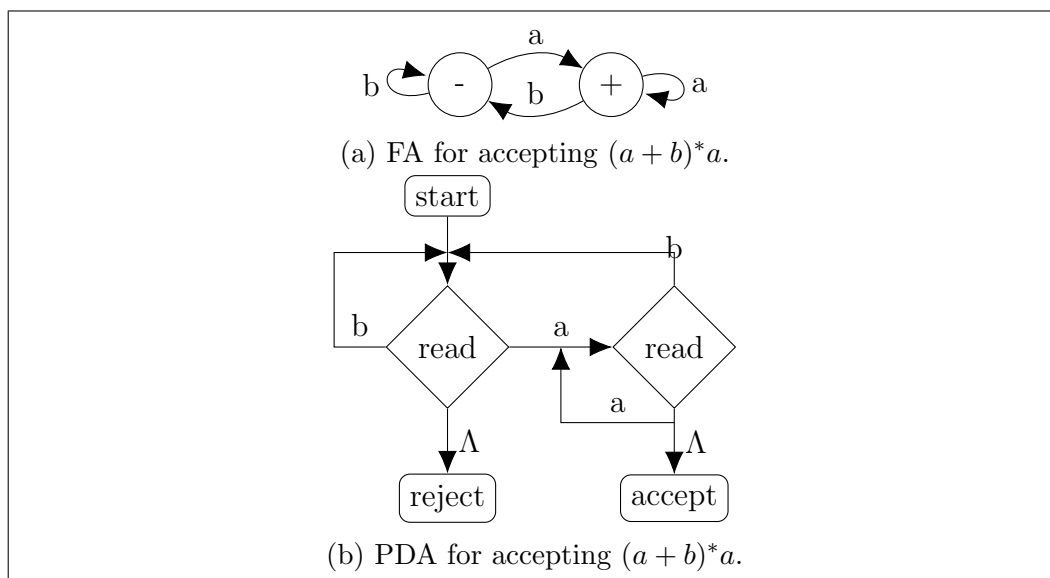 a
b - + a
b
(a) FA for accepting (a + b)*a.
start
b
b a
read read
a
Λ Λ
reject accept
(b) PDA for accepting (a + b)*a.